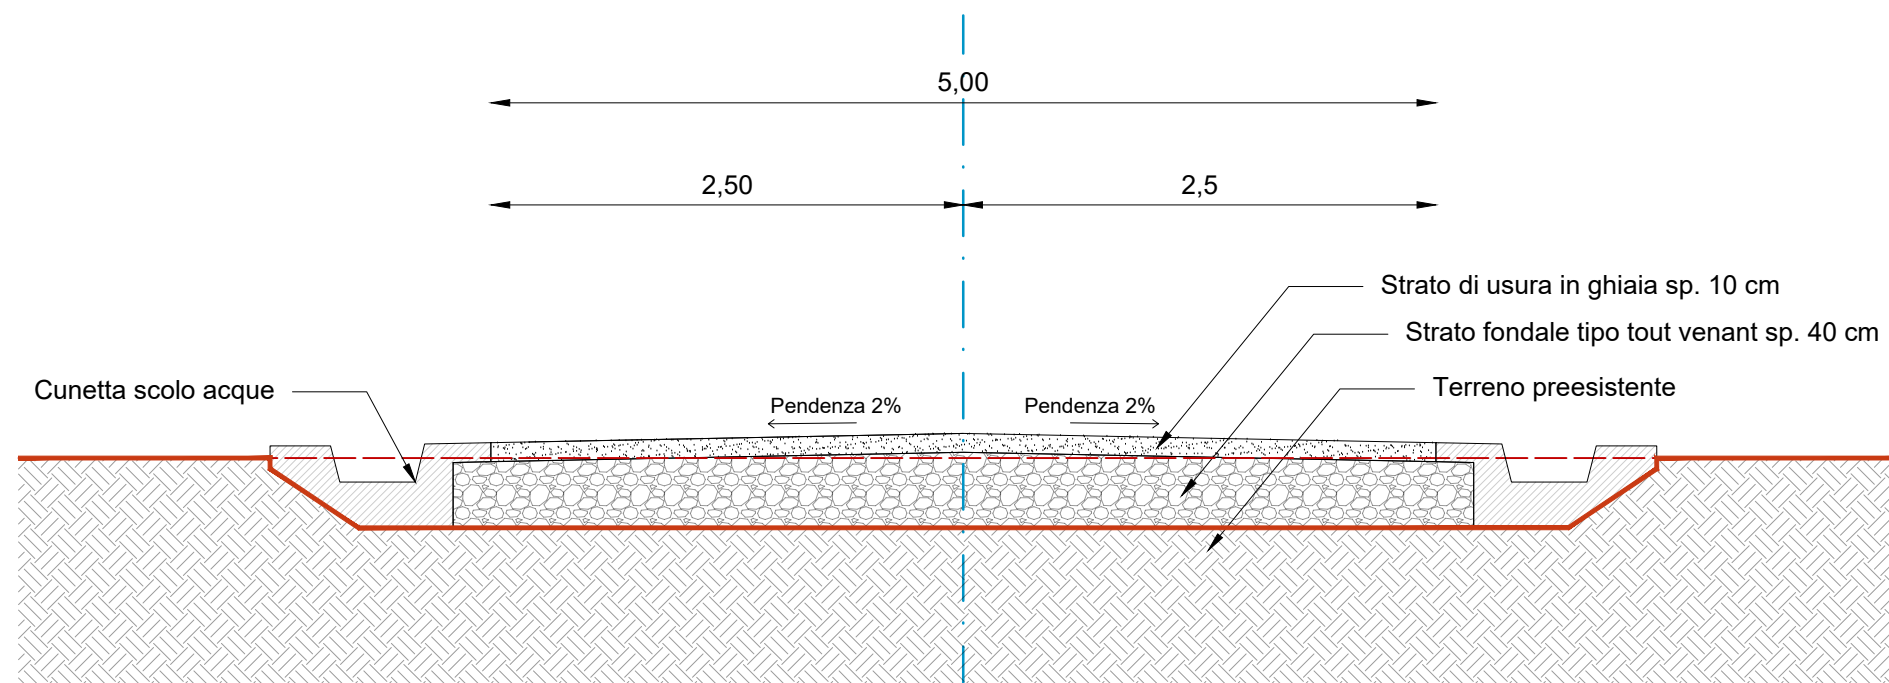 5,00
2,50
2,5
Strato di usura in ghiaia sp. 10 cm
Strato fondale tipo tout venant sp. 40 cm
Terreno preesistente
Cunetta scolo acque
Pendenza 2%
Pendenza 2%